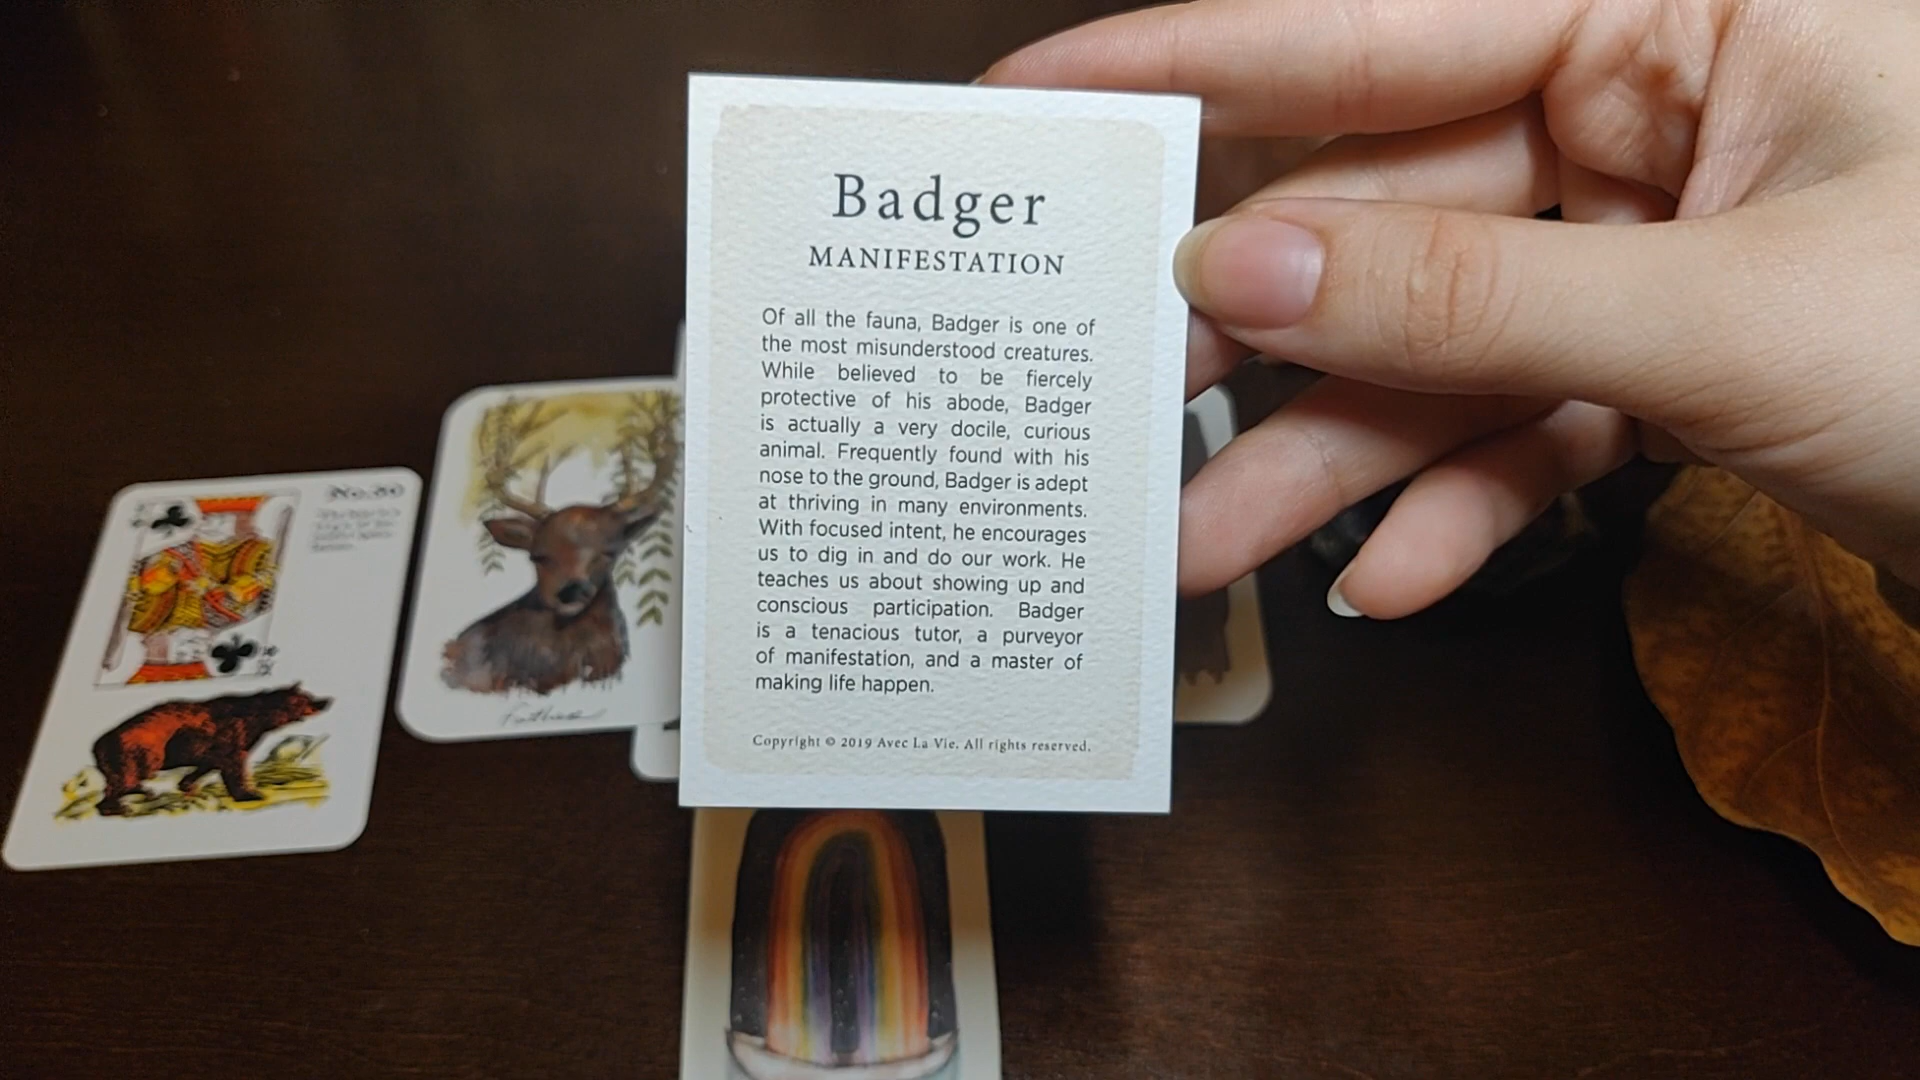 Badger
MANIFESTATION
Of all the fauna, Badger is one of
the most misunderstood creatures.
While believed to be fiercely
protective of his abode, Badger
is actually a very docile, curious
animal. Frequently found with his
nose to the ground, Badger is adept
at thriving in many environments.
With focused intent, he encourages
us to dig in and do our work. He
teaches us about showing up and
conscious participation. Badger
is a tenacious tutor, a purveyor
of manifestation, and a master of
making life happen.
Copyright © 2019 Avec La Vie. All rights reserved.